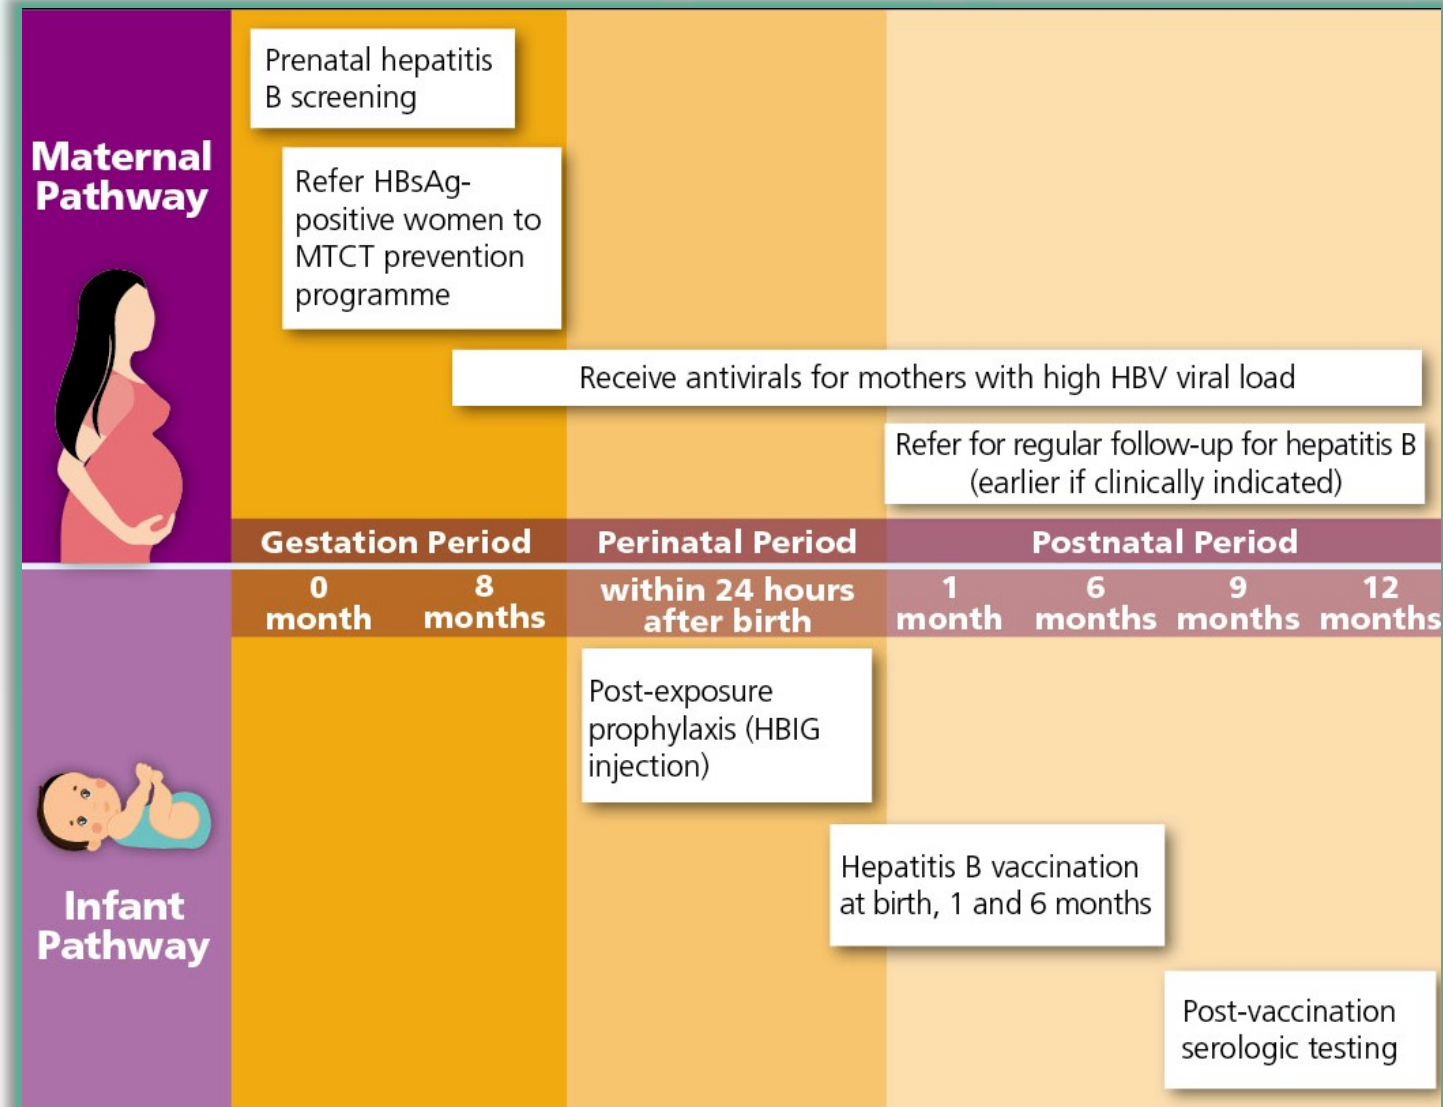 Maternal
Pathway
Prenatal hepatitis
B screening
Refer HBsAg-
positive women to
MTCT prevention
programme
Receive antivirals for mothers with high HBV viral load
Refer for regular follow-up for hepatitis B
(earlier if clinically indicated)
Gestation Period
Perinatal Period
Postnatal Period
0
month
8
months
within 24 hours
after birth
1
month
6
months
9
months
12
months
Infant
Pathway
Post-exposure
prophylaxis (HBIG
injection)
Hepatitis B vaccination
at birth, 1 and 6 months
Post-vaccination
serologic testing